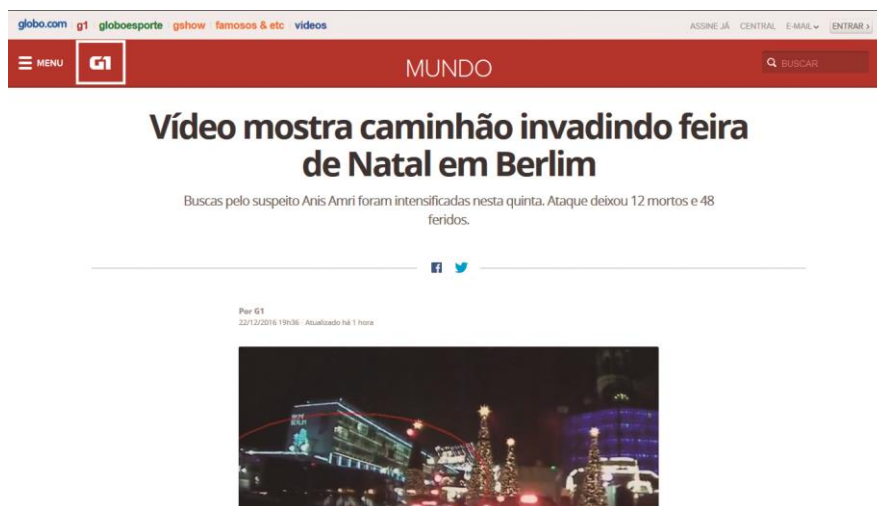 globo.com g1 globoesporte gshow famosos & etc vídeos ASSINE JÁ CENTRAL E-MAIL ENTRAR
MENU G1 MUNDO BUSCAR
Vídeo mostra caminhão invadindo feira
de Natal em Berlim
Buscas pelo suspeito Anis Amri foram intensificadas nesta quinta. Ataque deixou 12 mortos e 48
feridos.
Por G1
22/12/2016 19h36 · Atualizado há 1 hora